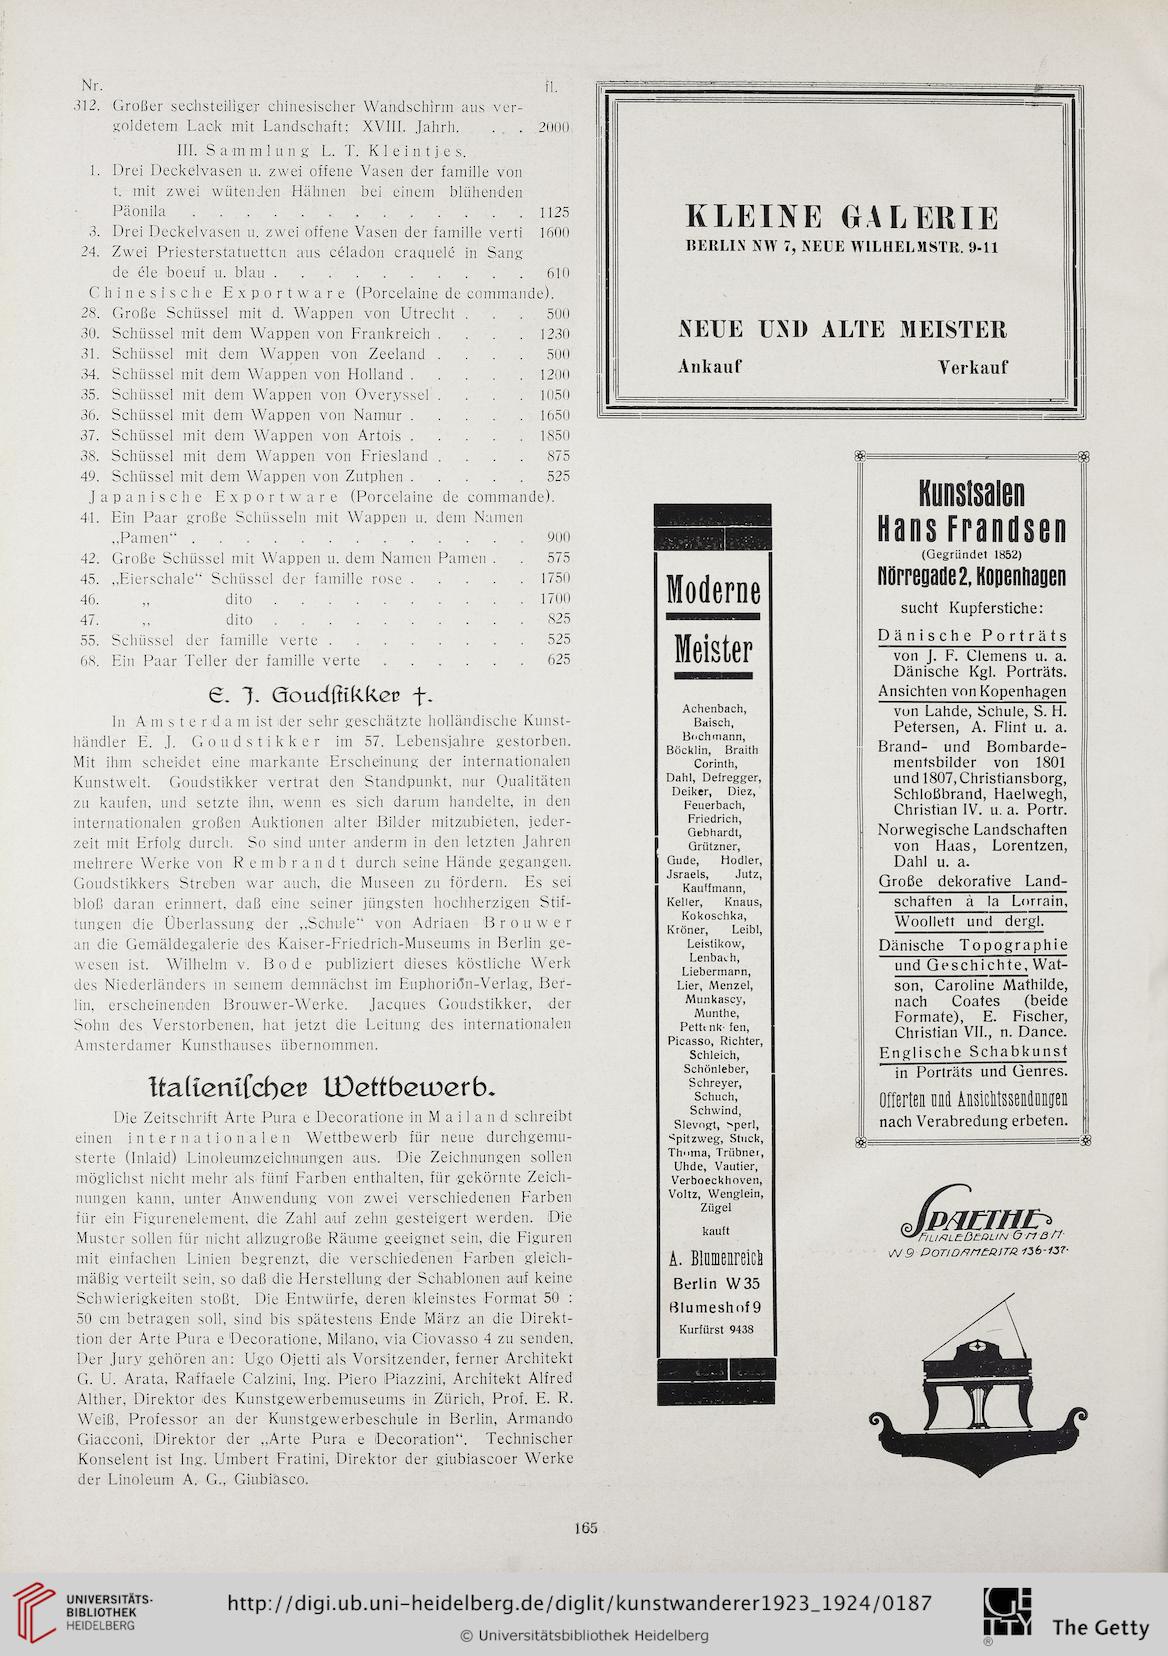 Nr. fl.
312. Großer sechsteiliger chinesischer Wandschirm aus ver-
goldetem Lack mit Landschaft: XVIII. Jahrh. . . . 2000
III. Sammlung L. T. Kleintjes.
1. Drei Deckelvasen u. zwei offene Vasen der famille von
t. mit zwei wütenden Hähnen bei einem blühenden
Päonila . . . . . . . . . . . . . 1125
3. Drei Deckelvasen u. zwei offene Vasen der famille verti 1600
24. Zwei Priesterstatuetten aus céladon craquelé in Sang
de éle boeuf u. blau . . . . . . . . . . 610
Chinesische Exportware (Porcelaine de commande).
28. Große Schüssel mit d. Wappen von Utrecht . . . 500
30. Schüssel mit dem Wappen von Frankreich . . . . 1230
31. Schüssel mit dem Wappen von Zeeland . . . . 500
34. Schüssel mit dem Wappen von Holland . . . . . 1200
35. Schüssel mit dem Wappen von Overyssel . . . . 1050
36. Schüssel mit dem Wappen von Namur . . . . . 1650
37. Schüssel mit dem Wappen von Artois . . . . . 1850
38. Schüssel mit dem Wappen von Friesland . . . . 875
49. Schüssel mit dem Wappen von Zutphen . . . . . 525
Japanische Exportware (Porcelaine de commande).
41. Ein Paar große Schüsseln mit Wappen u. dem Namen
„Pamen“ . . . . . . . . . . . . . 900
42. Große Schüssel mit Wappen u. dem Namen Pamen . . 575
45. „Eierschale“ Schüssel der famille rose . . . . . 1750
46. „ dito . . . . . . . . . . 1700
47. „ dito . . . . . . . . . . 825
55. Schüssel der famille verte . . . . . . . . 525
68. Ein Paar Teller der famille verte . . . . . . 625
E. J. Goudstikker †.
In Amsterdam ist der sehr geschätzte holländische Kunst-
händler E. J. Goudstikker im 57. Lebensjahre gestorben.
Mit ihm scheidet eine markante Erscheinung der internationalen
Kunstwelt. Goudstikker vertrat den Standpunkt, nur Qualitäten
zu kaufen, und setzte ihn, wenn es sich darum handelte, in den
internationalen großen Auktionen alter Bilder mitzubieten, jeder-
zeit mit Erfolg durch. So sind unter anderm in den letzten Jahren
mehrere Werke von Rembrandt durch seine Hände gegangen.
Goudstikkers Streben war auch, die Museen zu fördern. Es sei
bloß daran erinnert, daß eine seiner jüngsten hochherzigen Stif-
tungen die Überlassung der „Schule“ von Adriaen Brouwer
an die Gemäldegalerie des Kaiser-Friedrich-Museums in Berlin ge-
wesen ist. Wilhelm v. Bode publiziert dieses köstliche Werk
des Niederländers in seinem demnächst im Euphorion-Verlag, Ber-
lin, erscheinenden Brouwer-Werke. Jacques Goudstikker, der
Sohn des Verstorbenen, hat jetzt die Leitung des internationalen
Amsterdamer Kunsthauses übernommen.
Italienischer Wettbewerb.
Die Zeitschrift Arte Pura e Decoratione in Mailand schreibt
einen internationalen Wettbewerb für neue durchgemu-
sterte (Inlaid) Linoleumzeichnungen aus. Die Zeichnungen sollen
möglichst nicht mehr als fünf Farben enthalten, für gekörnte Zeich-
nungen kann, unter Anwendung von zwei verschiedenen Farben
für ein Figurenelement, die Zahl auf zehn gesteigert werden. Die
Muster sollen für nicht allzugroße Räume geeignet sein, die Figuren
mit einfachen Linien begrenzt, die verschiedenen Farben gleich-
mäßig verteilt sein, so daß die Herstellung der Schablonen auf keine
Schwierigkeiten stoßt. Die Entwürfe, deren kleinstes Format 50 :
50 cm betragen soll, sind bis spätestens Ende März an die Direkt-
tion der Arte Pura e Decoratione, Milano, via Ciovasso 4 zu senden.
Der Jury gehören an: Ugo Ojetti als Vorsitzender, ferner Architekt
G. U. Arata, Raffaele Calzini, Ing. Piero Piazzini, Architekt Alfred
Alther, Direktor des Kunstgewerbemuseums in Zürich, Prof. E. R.
Weiß, Professor an der Kunstgewerbeschule in Berlin, Armando
Giacconi, Direktor der „Arte Pura e Decoration“. Technischer
Konselent ist Ing. Umbert Fratini, Direktor der giubiascoer Werke
der Linoleum A. G., Giubiasco.
KLEINE GALERIE
BERLIN NW 7, NEUE WILHELMSTR. 9-11
NEUE UND ALTE MEISTER
Ankauf Verkauf
Moderne
Meister
Achenbach,
Baisch,
Bochmann,
Böcklin, Braith
Corinth,
Dahl, Defregger,
Deiker, Diez,
Feuerbach,
Friedrich,
Gebhardt,
Grützner,
Gude, Hodler,
Jsraels, Jutz,
Kauffmann,
Keller, Knaus,
Kokoschka,
Kröner, Leibl,
Leistikow,
Lenbach,
Liebermann,
Lier, Menzel,
Munkascy,
Munthe,
Pettenkofen,
Picasso, Richter,
Schleich,
Schönleber,
Schreyer,
Schuch,
Schwind,
Slevogt, Sperl,
Spitzweg, Stuck,
Thoma, Trübner,
Uhde, Vautier,
Verboeckhoven,
Voltz, Wenglein,
Zügel
kauft
A. Blumenreich
Berlin W 35
Blumeshof 9
Kurfürst 9438
Kunstsalen
Hans Frandsen
(Gegründet 1852)
Nörregade 2, Kopenhagen
sucht Kupferstiche:
Dänische Porträts
von J. F. Clemens u. a.
Dänische Kgl. Porträts.
Ansichten von Kopenhagen
von Lahde, Schule, S. H.
Petersen, A. Flint u. a.
Brand- und Bombarde-
mentsbilder von 1801
und 1807, Christiansborg,
Schloßbrand, Haelwegh,
Christian IV. u. a. Portr.
Norwegische Landschaften
von Haas, Lorentzen,
Dahl u. a.
Große dekorative Land-
schaften à la Lorrain,
Woollett und dergl.
Dänische Topographie
und Geschichte, Wat-
son, Caroline Mathilde,
nach Coates (beide
Formate), E. Fischer,
Christian VII., n. Dance.
Englische Schabkunst
in Porträts und Genres.
Offerten und Ansichtssendungen
nach Verabredung erbeten.
SPAETHE
FILIALE BERLIN GMBH
W 9 POTSDAMERSTR 136-137.
165
UNIVERSITÄTS-
BIBLIOTHEK
HEIDELBERG
http://digi.ub.uni-heidelberg.de/diglit/kunstwanderer1923_1924/0187
© Universitätsbibliothek Heidelberg
GETTY
®
The Getty